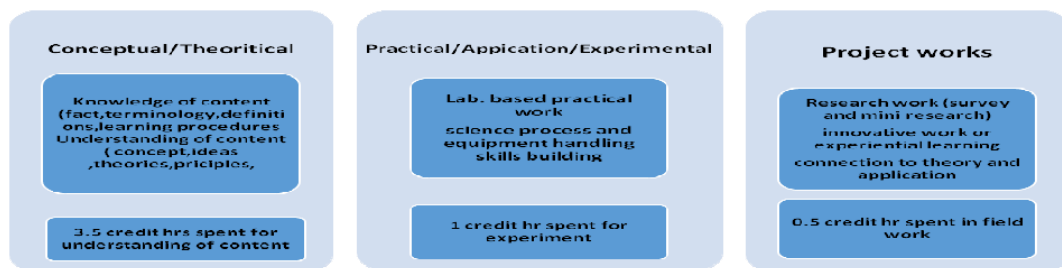 Conceptual/Theoritical
Knowledge of content
(fact,terminology,definiti
ons,learning procedures
Understanding of content
( concept,ideas
,theories,priciples,
3.5 credit hrs spent for
understanding of content
Practical/Appication/Experimental
Lab. based practical
work
science process and
equipment handling
skills building
1 credit hr spent for
experiment
Project works
Research work (survey
and mini research)
innovative work or
experiential learning
connection to theory and
application
0.5 credit hr spent in field
work